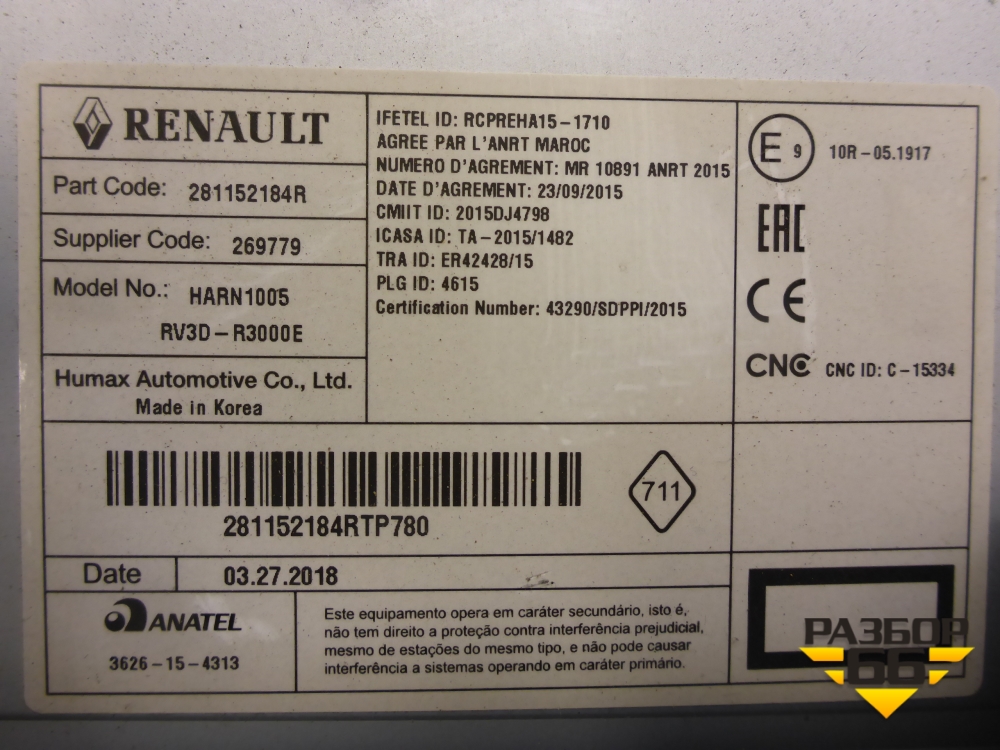 RENAULT
Part Code: 281152184R
Supplier Code: 269779
Model No.: HARN1005
RV3D-R3000E
Humax Automotive Co., Ltd.
Made in Korea
IFETEL ID: RCPREHA15-1710
AGREE PAR L'ANRT MAROC
NUMERO D'AGREMENT: MR 10891 ANRT 2015
DATE D'AGREMENT: 23/09/2015
CMIIT ID: 2015DJ4798
ICASA ID: TA-2015/1482
TRA ID: ER42428/15
PLG ID: 4615
Certification Number: 43290/SDPPI/2015
E 9 10R-05.1917
EAC
CE
CNC CNC ID: C-15334
281152184RTP780
711
Date 03.27.2018
ANATEL
3626-15-4313
Este equipamento opera em caráter secundário, isto é,
não tem direito a proteção contra interferência prejudicial,
mesmo de estações do mesmo tipo, e não pode causar
interferência a sistemas operando em caráter primário.
РАЗБОР
66